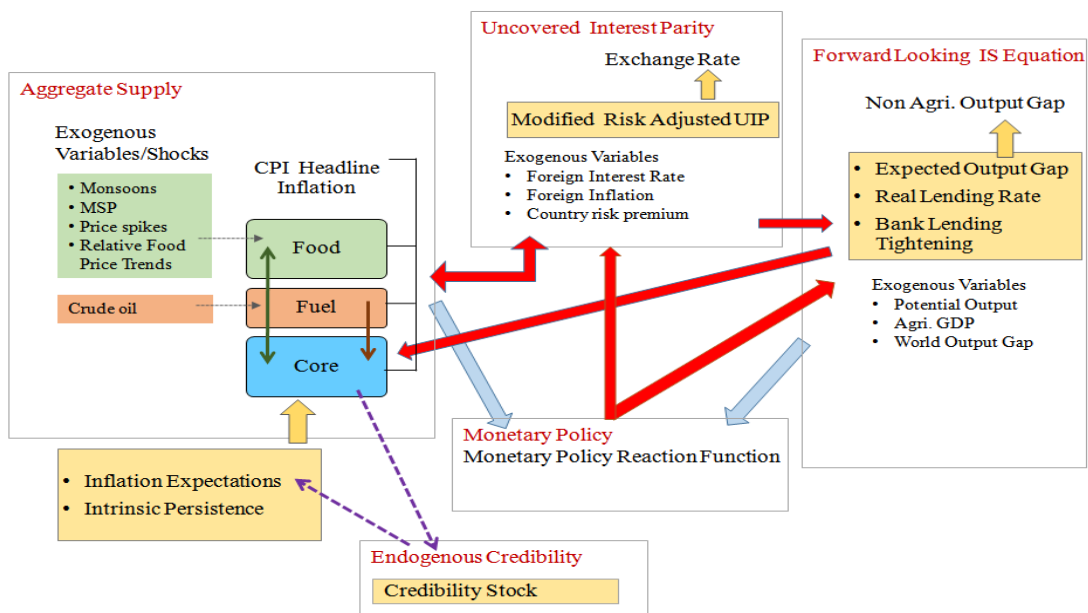 Aggregate Supply
Exogenous
Variables/Shocks
• Monsoons
• MSP
• Price spikes
• Relative Food
Price Trends
Crude oil
CPI Headline
Inflation
Food
Fuel
Core
• Inflation Expectations
• Intrinsic Persistence
Uncovered Interest Parity
Exchange Rate
Modified Risk Adjusted UIP
Exogenous Variables
• Foreign Interest Rate
• Foreign Inflation
• Country risk premium
Monetary Policy
Monetary Policy Reaction Function
Endogenous Credibility
Credibility Stock
Forward Looking IS Equation
Non Agri. Output Gap
• Expected Output Gap
• Real Lending Rate
• Bank Lending
Tightening
Exogenous Variables
• Potential Output
• Agri. GDP
• World Output Gap